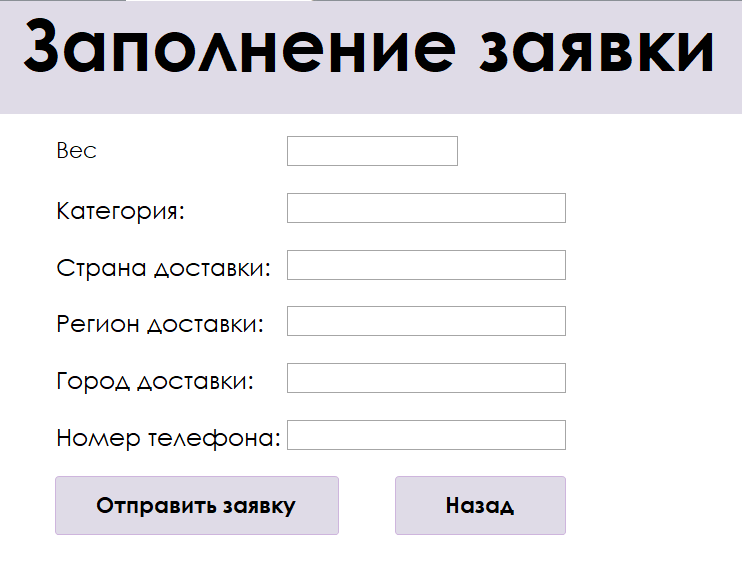 Заполнение заявки
Вес
Категория:
Страна доставки:
Регион доставки:
Город доставки:
Номер телефона:
Отправить заявку Назад